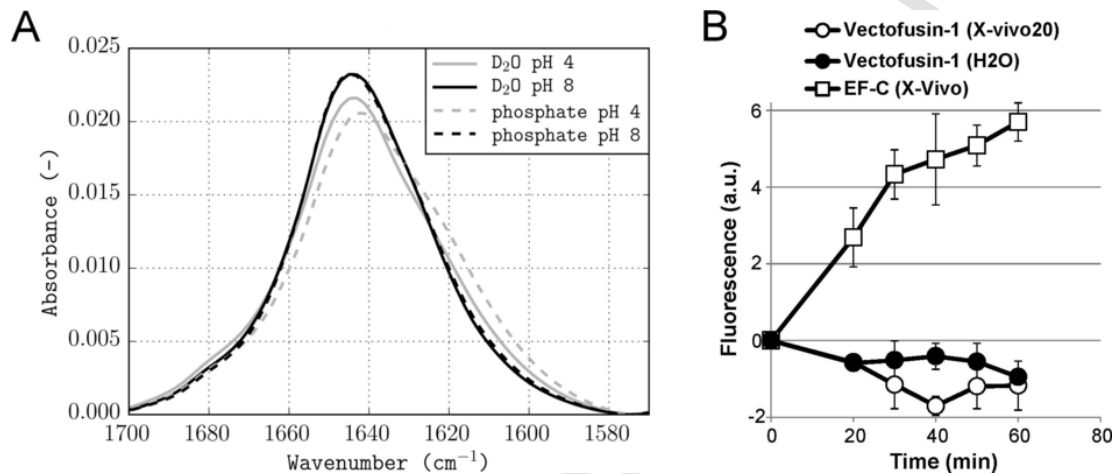 A
0.025
0.020
0.015
0.010
0.005
0.000
Absorbance (-)
1700
1680
1660
1640
1620
1600
1580
Wavenumber (cm⁻¹)
D₂O pH 4
D₂O pH 8
phosphate pH 4
phosphate pH 8
B
Vectofusin-1 (X-vivo20)
Vectofusin-1 (H2O)
EF-C (X-Vivo)
6
4
2
0
-2
Fluorescence (a.u.)
0
20
40
60
80
Time (min)